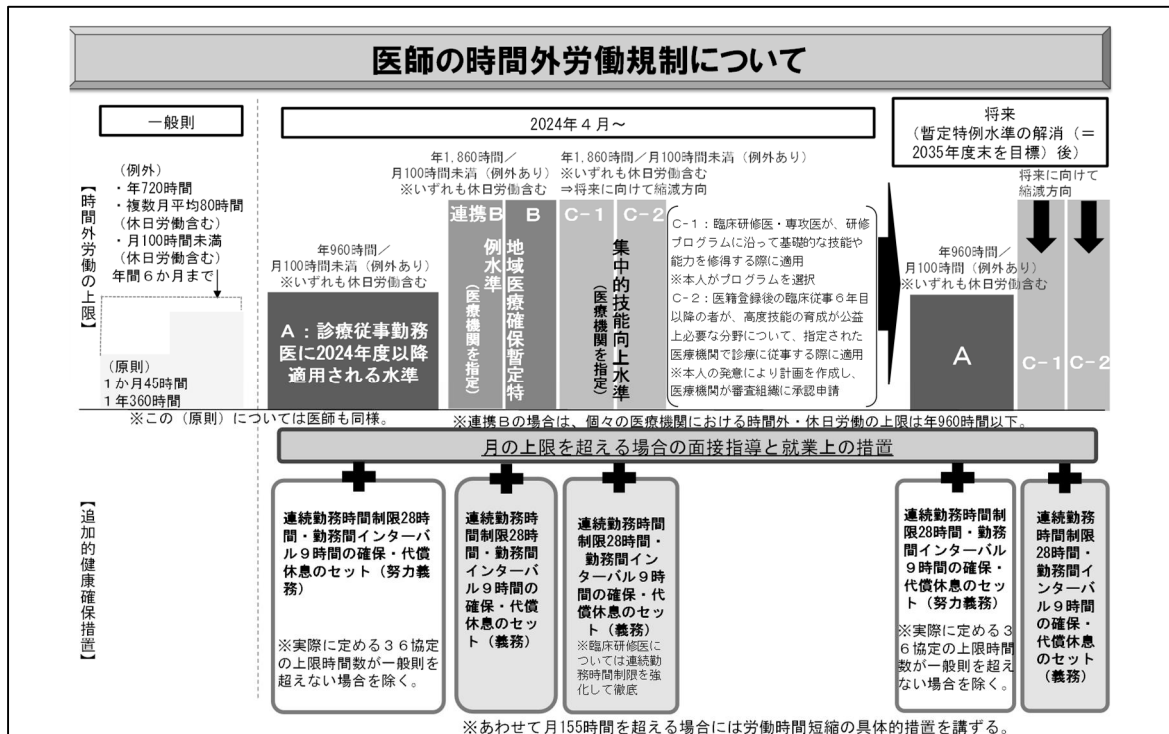 医師の時間外労働規制について
一般則
2024年4月~
将来
(暫定特例水準の解消(=
2035年度末を目標)後)
【時間外労働の上限】
(例外)
・年720時間
・複数月平均80時間
(休日労働含む)
・月100時間未満
(休日労働含む)
年間6か月まで
(原則)
1か月45時間
1年360時間
※この(原則)については医師も同様。
年960時間/
月100時間未満(例外あり)
※いずれも休日労働含む
A:診療従事勤務
医に2024年度以降
適用される水準
年1,860時間/
月100時間未満(例外あり)
※いずれも休日労働含む
連携B
B
地域医療確保暫定特
例水準
(医療機関を指定)
年1,860時間/月100時間未満(例外あり)
※いずれも休日労働含む
⇒将来に向けて縮減方向
C-1
C-2
集中的技能向上水準
(医療機関を指定)
C-1:臨床研修医・専攻医が、研修
プログラムに沿って基礎的な技能や
能力を修得する際に適用
※本人がプログラムを選択
C-2:医籍登録後の臨床従事6年目
以降の者が、高度技能の育成が公益
上必要な分野について、指定された
医療機関で診療に従事する際に適用
※本人の発意により計画を作成し、
医療機関が審査組織に承認申請
年960時間/
月100時間(例外あり)
※いずれも休日労働含む
A
将来に向けて
縮減方向
C-1
C-2
※連携Bの場合は、個々の医療機関における時間外・休日労働の上限は年960時間以下。
月の上限を超える場合の面接指導と就業上の措置
【追加的健康確保措置】
連続勤務時間制限28時
間・勤務間インターバ
ル9時間の確保・代償
休息のセット(努力義
務)
※実際に定める36協定
の上限時間数が一般則を
超えない場合を除く。
連続勤務時
間制限28時
間・勤務間
インターバ
ル9時間の
確保・代償
休息のセッ
ト(義務)
連続勤務時間
制限28時間・
勤務間イン
ターバル9時
間の確保・代
償休息のセッ
ト(義務)
※臨床研修医に
ついては連続勤
務時間制限を強
化して徹底
連続勤務時間制
限28時間・勤務
間インターバル
9時間の確保・
代償休息のセッ
ト(努力義務)
※実際に定める3
6協定の上限時間
数が一般則を超え
ない場合を除く。
連続勤務
時間制限
28時間・勤
務間イン
ターバル9
時間の確
保・代償休
息のセット
(義務)
※あわせて月155時間を超える場合には労働時間短縮の具体的措置を講ずる。